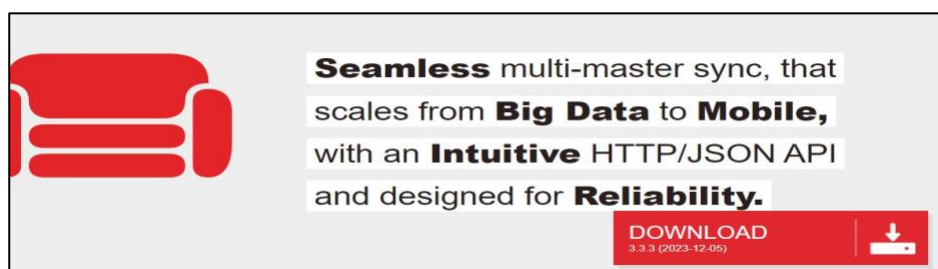 Seamless multi-master sync, that
scales from Big Data to Mobile,
with an Intuitive HTTP/JSON API
and designed for Reliability.
DOWNLOAD
3.3.3 (2023-12-05)